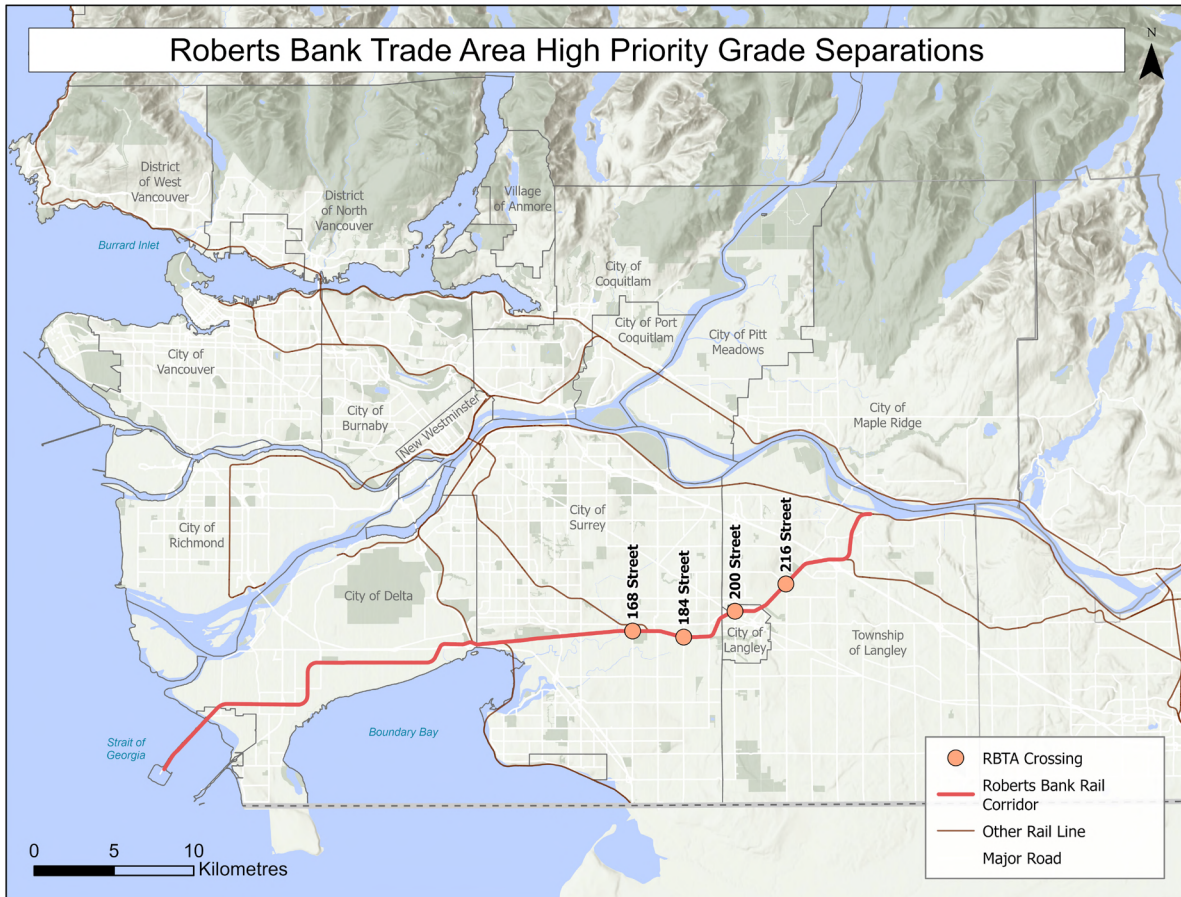 Roberts Bank Trade Area High Priority Grade Separations
N
District
of West
Vancouver
District
of North
Vancouver
Village
of Anmore
Burrard Inlet
City of
Coquitlam
City of Port
Coquitlam
City of Pitt
Meadows
City of
Vancouver
City of
Burnaby
New Westminster
City of
Maple Ridge
City of
Richmond
City of
Surrey
168 Street
184 Street
200 Street
216 Street
City of Delta
City of
Langley
Township
of Langley
Strait of
Georgia
Boundary Bay
RBTA Crossing
Roberts Bank Rail
Corridor
Other Rail Line
Major Road
0 5 10
Kilometres